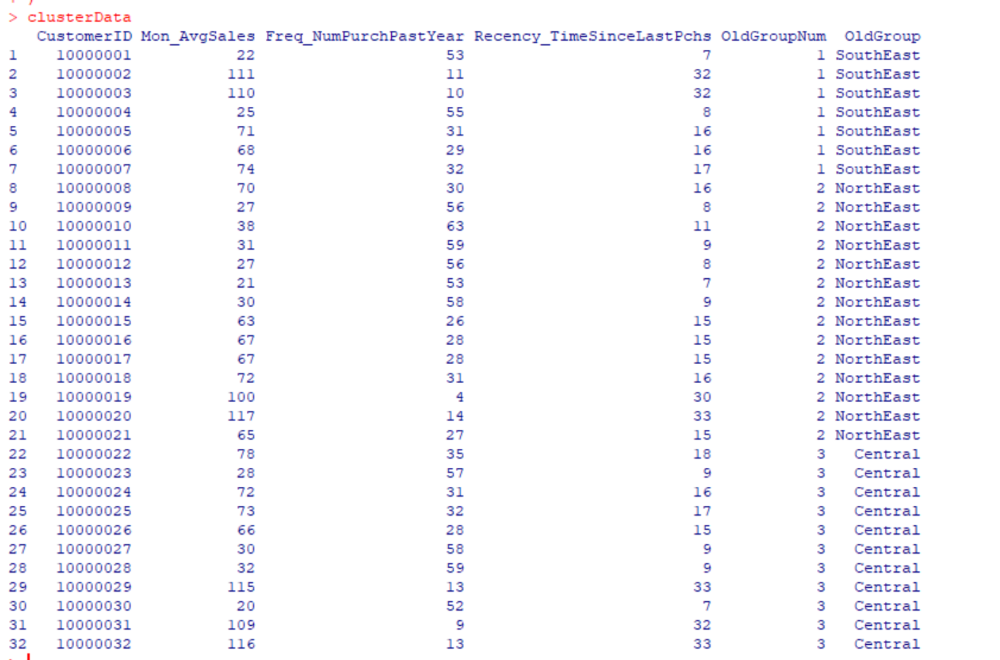 > clusterData
CustomerID Mon_AvgSales Freq_NumPurchPastYear Recency_TimeSinceLastPchs OldGroupNum OldGroup
1 10000001 22 53 7 1 SouthEast
2 10000002 111 11 32 1 SouthEast
3 10000003 110 10 32 1 SouthEast
4 10000004 25 55 8 1 SouthEast
5 10000005 71 31 16 1 SouthEast
6 10000006 68 29 16 1 SouthEast
7 10000007 74 32 17 1 SouthEast
8 10000008 70 30 16 2 NorthEast
9 10000009 27 56 8 2 NorthEast
10 10000010 38 63 11 2 NorthEast
11 10000011 31 59 9 2 NorthEast
12 10000012 27 56 8 2 NorthEast
13 10000013 21 53 7 2 NorthEast
14 10000014 30 58 9 2 NorthEast
15 10000015 63 26 15 2 NorthEast
16 10000016 67 28 15 2 NorthEast
17 10000017 67 28 15 2 NorthEast
18 10000018 72 31 16 2 NorthEast
19 10000019 100 4 30 2 NorthEast
20 10000020 117 14 33 2 NorthEast
21 10000021 65 27 15 2 NorthEast
22 10000022 78 35 18 3 Central
23 10000023 28 57 9 3 Central
24 10000024 72 31 16 3 Central
25 10000025 73 32 17 3 Central
26 10000026 66 28 15 3 Central
27 10000027 30 58 9 3 Central
28 10000028 32 59 9 3 Central
29 10000029 115 13 33 3 Central
30 10000030 20 52 7 3 Central
31 10000031 109 9 32 3 Central
32 10000032 116 13 33 3 Central